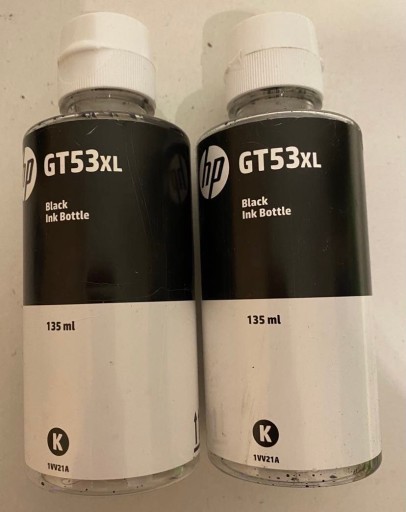 hp GT53XL
Black
Ink Bottle
135 ml
K
1VV21A
hp GT53XL
Black
Ink Bottle
135 ml
K
1VV21A